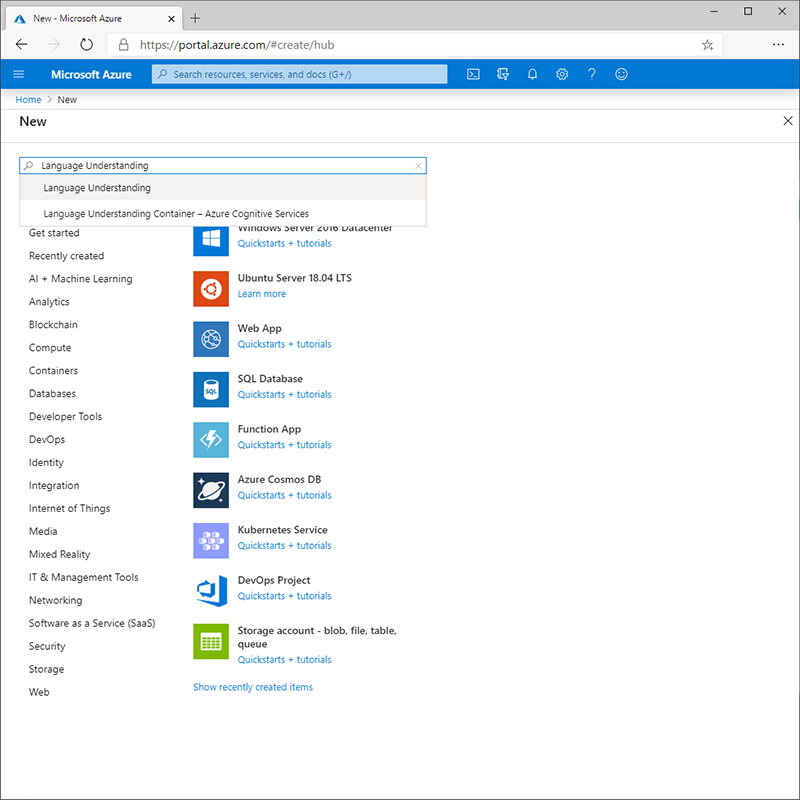 New - Microsoft Azure
https://portal.azure.com/#create/hub
Microsoft Azure
Search resources, services, and docs (G+/)
Home > New
New
Language Understanding
Language Understanding
Language Understanding Container – Azure Cognitive Services
Get started
Recently created
AI + Machine Learning
Analytics
Blockchain
Compute
Containers
Databases
Developer Tools
DevOps
Identity
Integration
Internet of Things
Media
Mixed Reality
IT & Management Tools
Networking
Software as a Service (SaaS)
Security
Storage
Web
Windows Server 2016 Datacenter
Quickstarts + tutorials
Ubuntu Server 18.04 LTS
Learn more
Web App
Quickstarts + tutorials
SQL Database
SQL
Quickstarts + tutorials
Function App
Quickstarts + tutorials
Azure Cosmos DB
Quickstarts + tutorials
Kubernetes Service
Quickstarts + tutorials
DevOps Project
Quickstarts + tutorials
Storage account - blob, file, table,
queue
Quickstarts + tutorials
Show recently created items